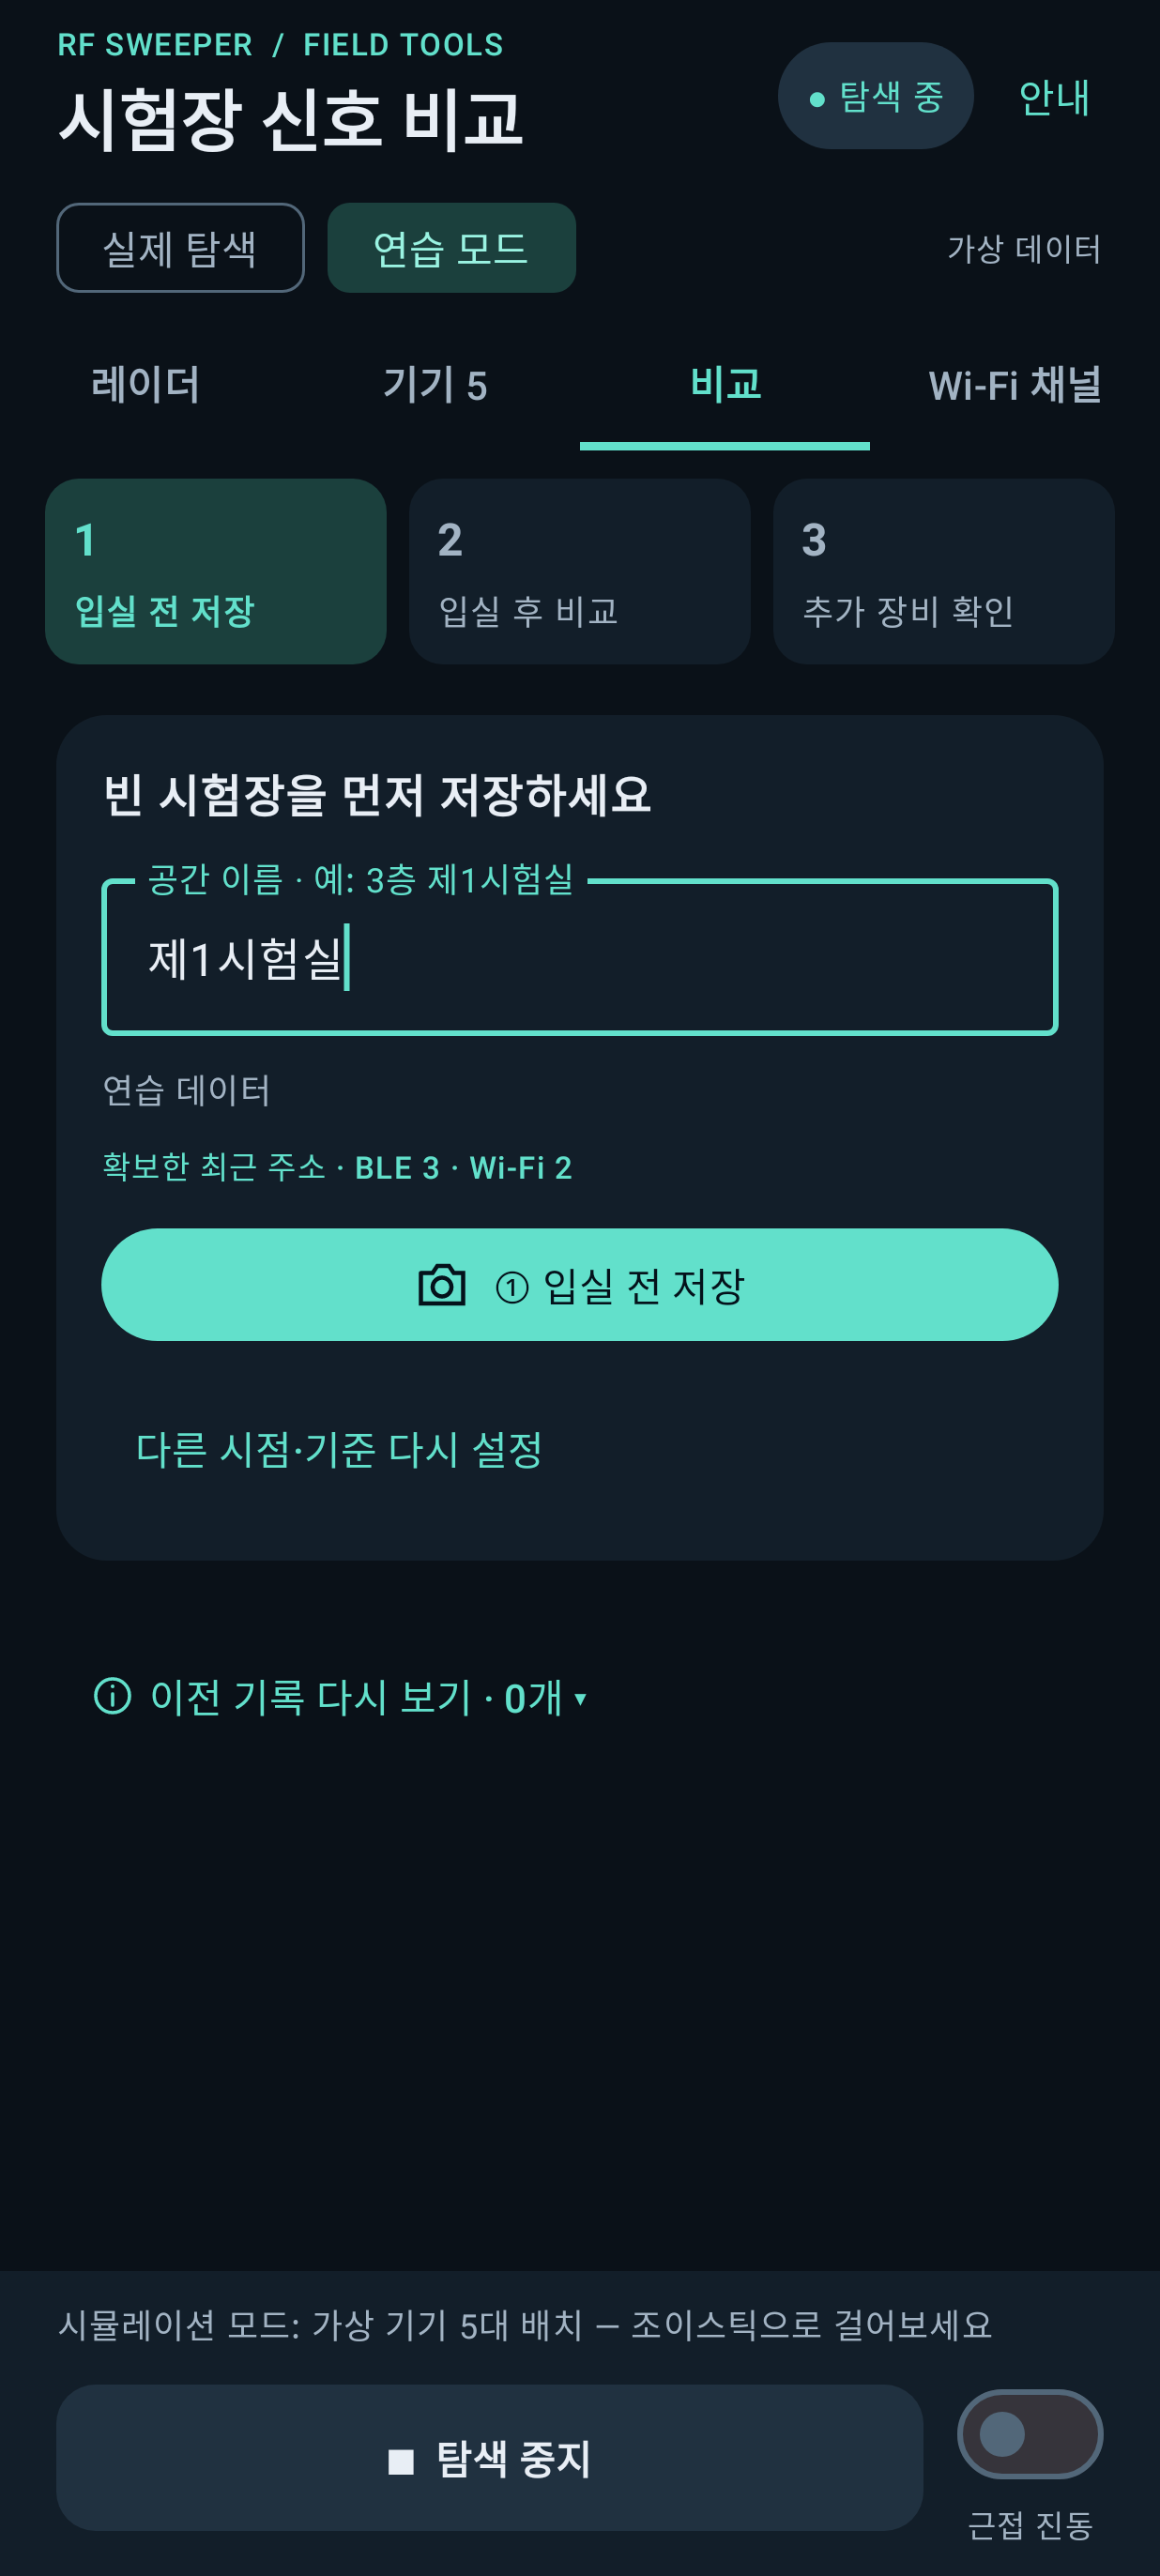 RF SWEEPER / FIELD TOOLS
시험장 신호 비교
● 탐색 중
안내
실제 탐색
연습 모드
가상 데이터
레이더
기기 5
비교
Wi-Fi 채널
1
입실 전 저장
2
입실 후 비교
3
추가 장비 확인
빈 시험장을 먼저 저장하세요
공간 이름 · 예: 3층 제1시험실
제1시험실
연습 데이터
확보한 최근 주소 · BLE 3 · Wi-Fi 2
① 입실 전 저장
다른 시점·기준 다시 설정
이전 기록 다시 보기 · 0개 ▾
시뮬레이션 모드: 가상 기기 5대 배치 — 조이스틱으로 걸어보세요
■ 탐색 중지
근접 진동